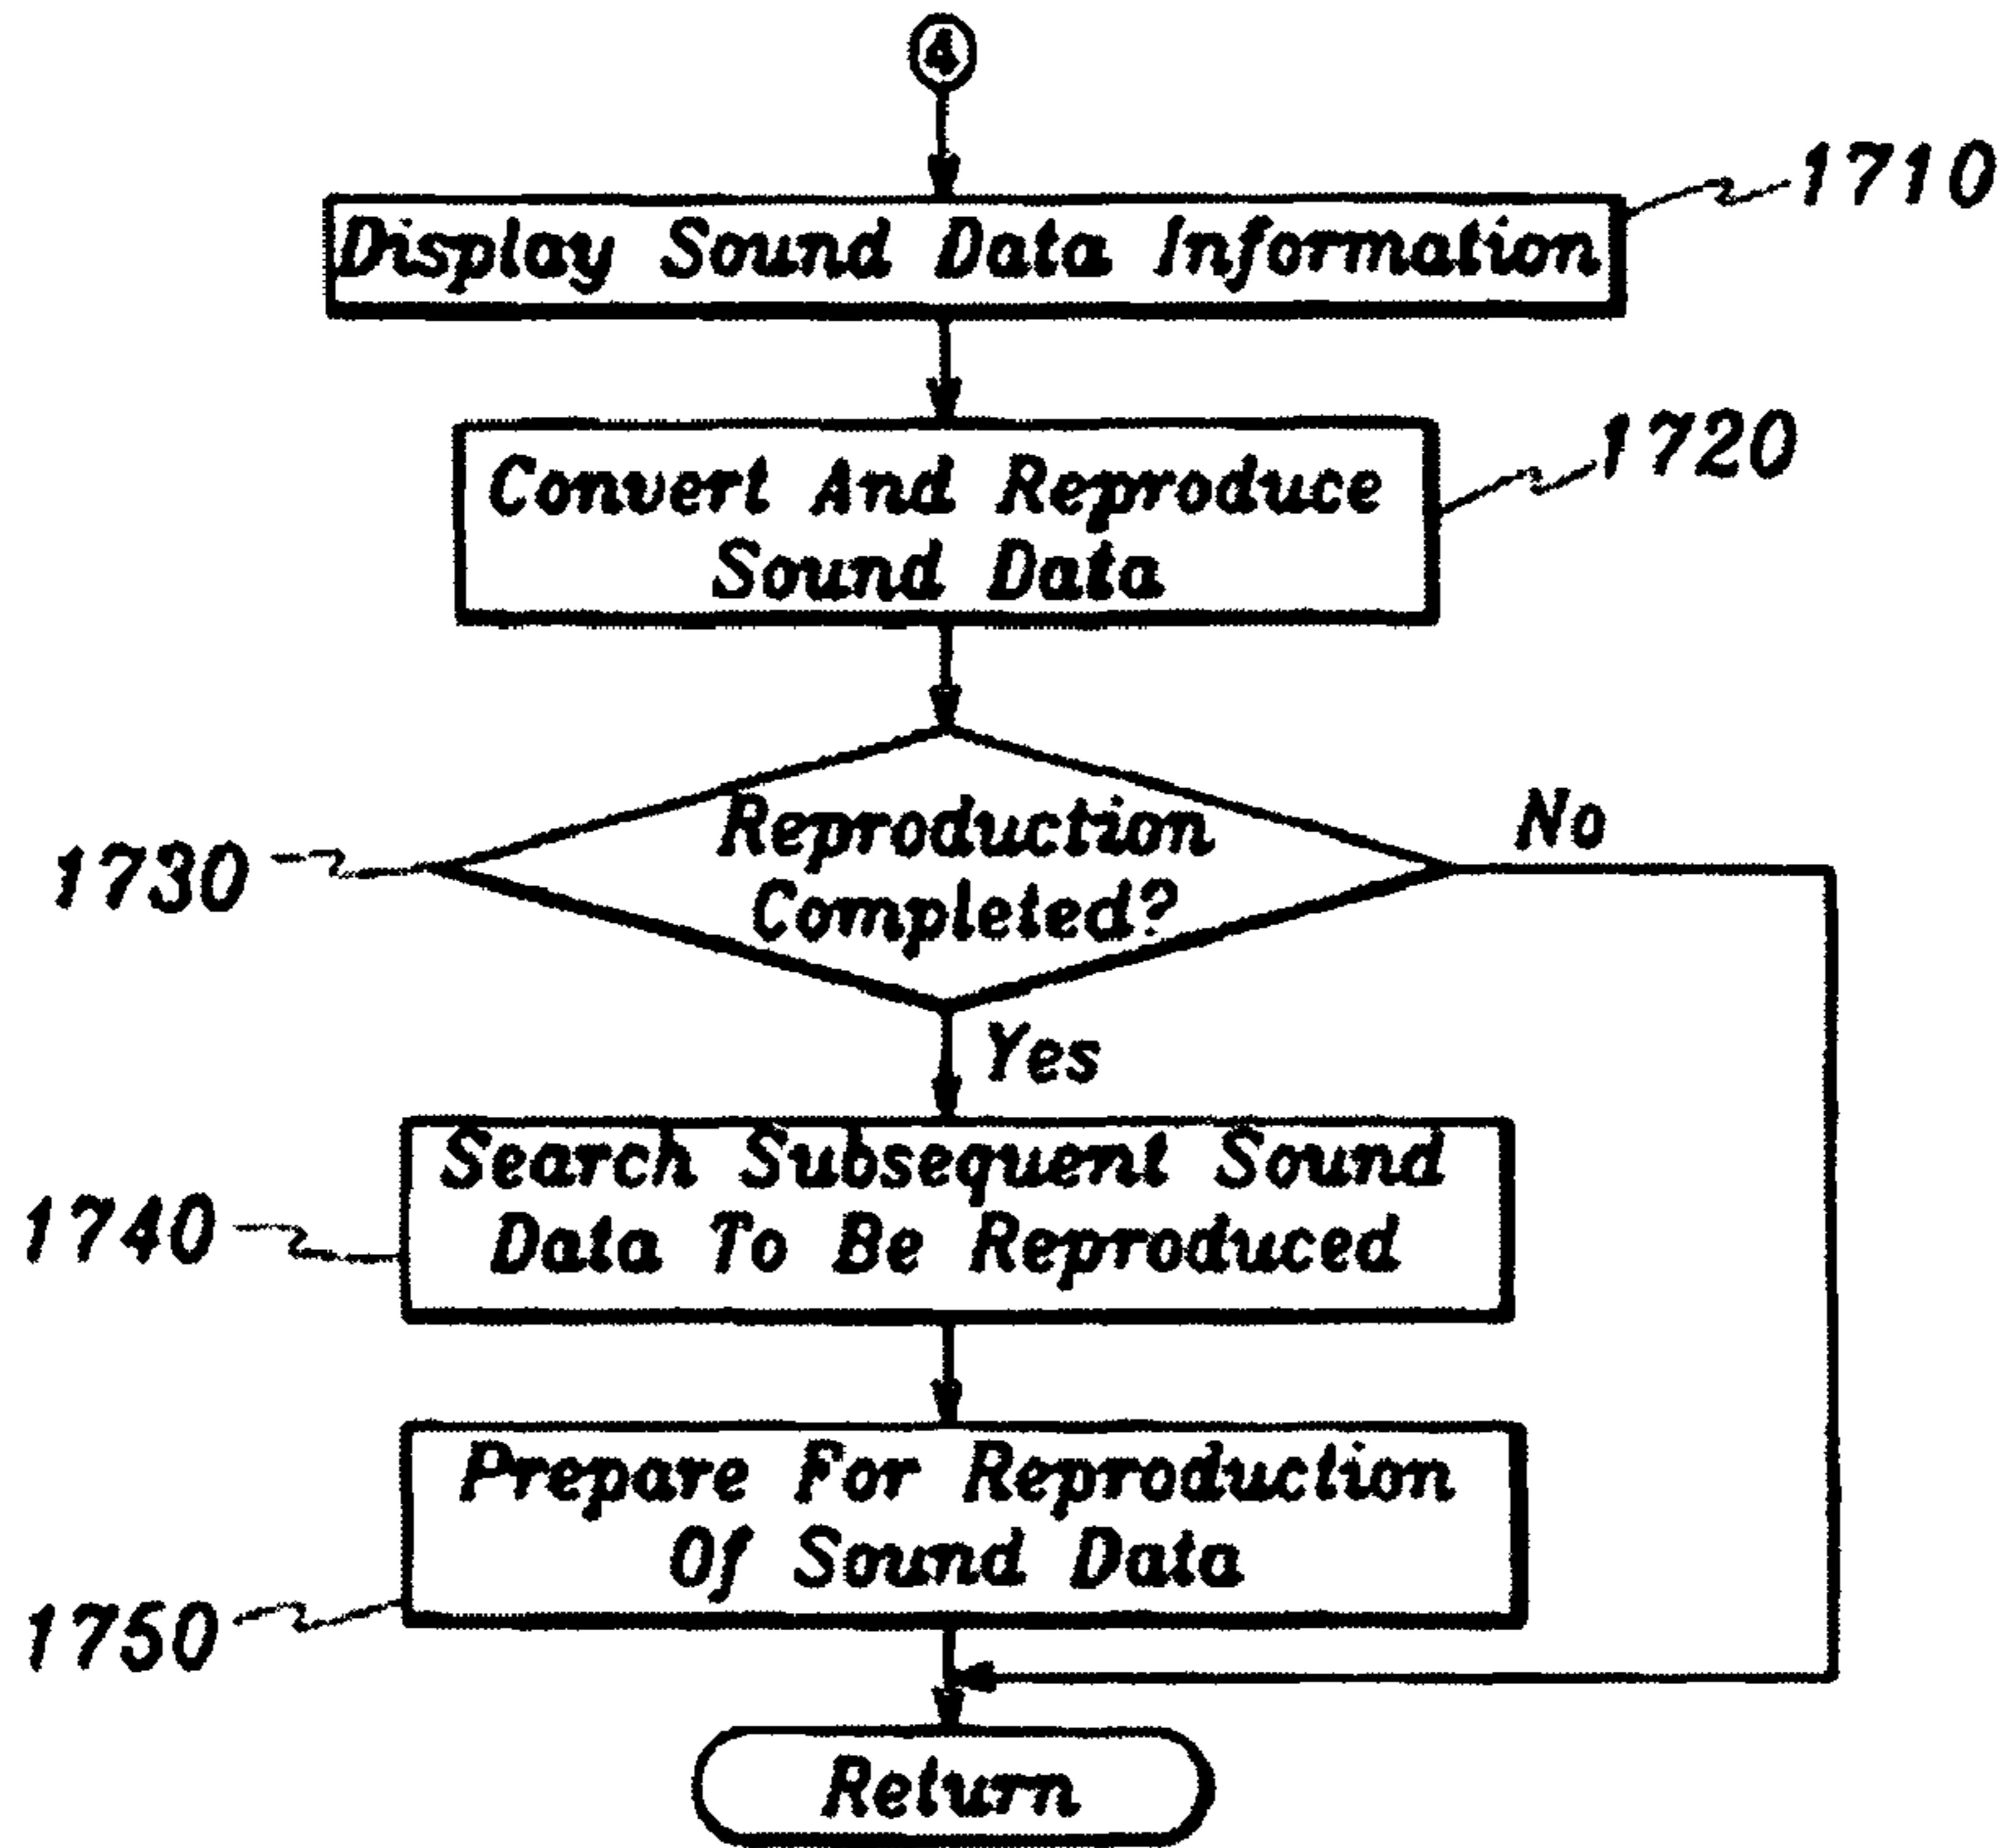 4
1710
Display Sound Data Information
1720
Convert And Reproduce
Sound Data
1730
Reproduction
Completed?
No
Yes
1740
Search Subsequent Sound
Data To Be Reproduced
1750
Prepare For Reproduction
Of Sound Data
Return